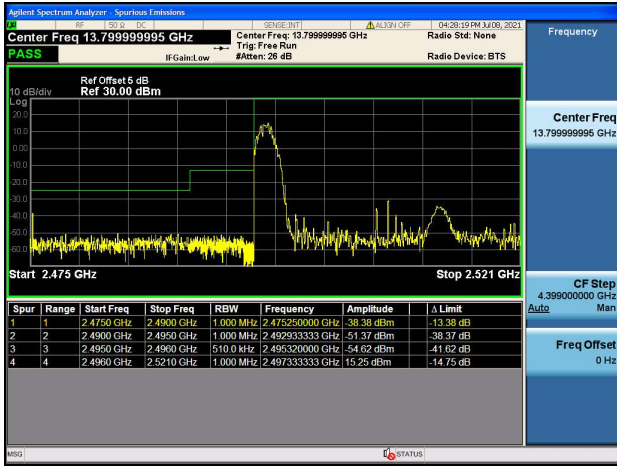 Agilent Spectrum Analyzer - Spurious Emissions
RF 50 Ω DC SENSE:INT ALIGN OFF 04:28:19 PM Jul 08, 2021
Center Freq 13.799999995 GHz
Center Freq: 13.799999995 GHz
Radio Std: None
Trig: Free Run
PASS
IFGain:Low
#Atten: 26 dB
Radio Device: BTS
Ref Offset 5 dB
10 dB/div Ref 30.00 dBm
Log
20.0
10.0
0.00
-10.0
-20.0
-30.0
-40.0
-50.0
-60.0
Start 2.475 GHz
Stop 2.521 GHz
Spur Range Start Freq Stop Freq RBW Frequency Amplitude Δ Limit
1 1 2.4750 GHz 2.4900 GHz 1.000 MHz 2.475250000 GHz -38.38 dBm -13.38 dB
2 2 2.4900 GHz 2.4950 GHz 1.000 MHz 2.492933333 GHz -51.37 dBm -38.37 dB
3 3 2.4950 GHz 2.4960 GHz 510.0 kHz 2.495320000 GHz -54.62 dBm -41.62 dB
4 4 2.4960 GHz 2.5210 GHz 1.000 MHz 2.497333333 GHz 15.25 dBm -14.75 dB
Frequency
Center Freq
13.799999995 GHz
CF Step
4.399000000 GHz
Auto Man
Freq Offset
0 Hz
MSG
STATUS